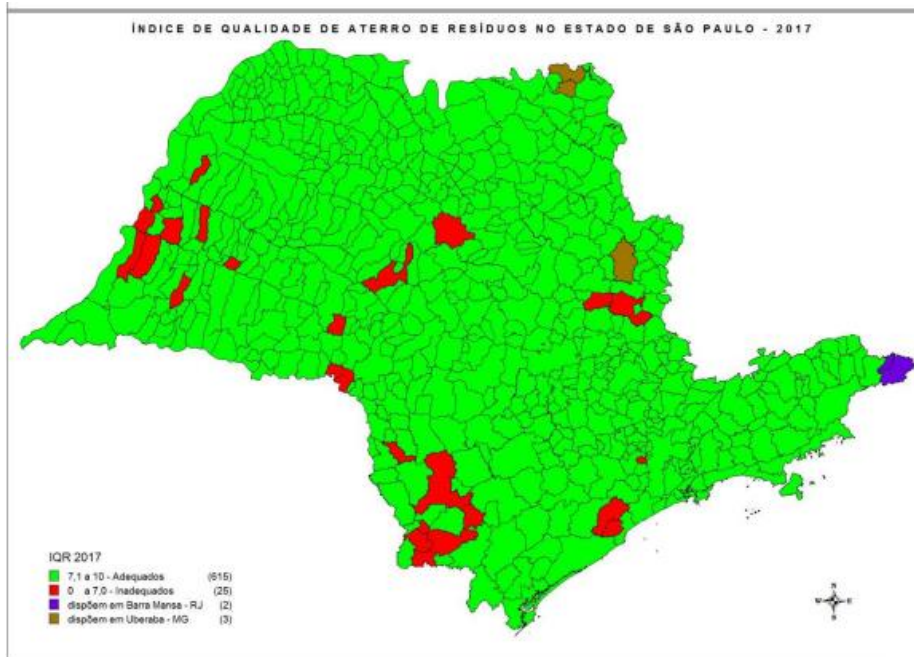 ÍNDICE DE QUALIDADE DE ATERRO DE RESÍDUOS NO ESTADO DE SÃO PAULO - 2017
IQR 2017
7,1 a 10 - Adequados (615)
0 a 7,0 - Inadequados (25)
dispõem em Barra Mansa - RJ (2)
dispõem em Uberaba - MG (3)
N
W E
S